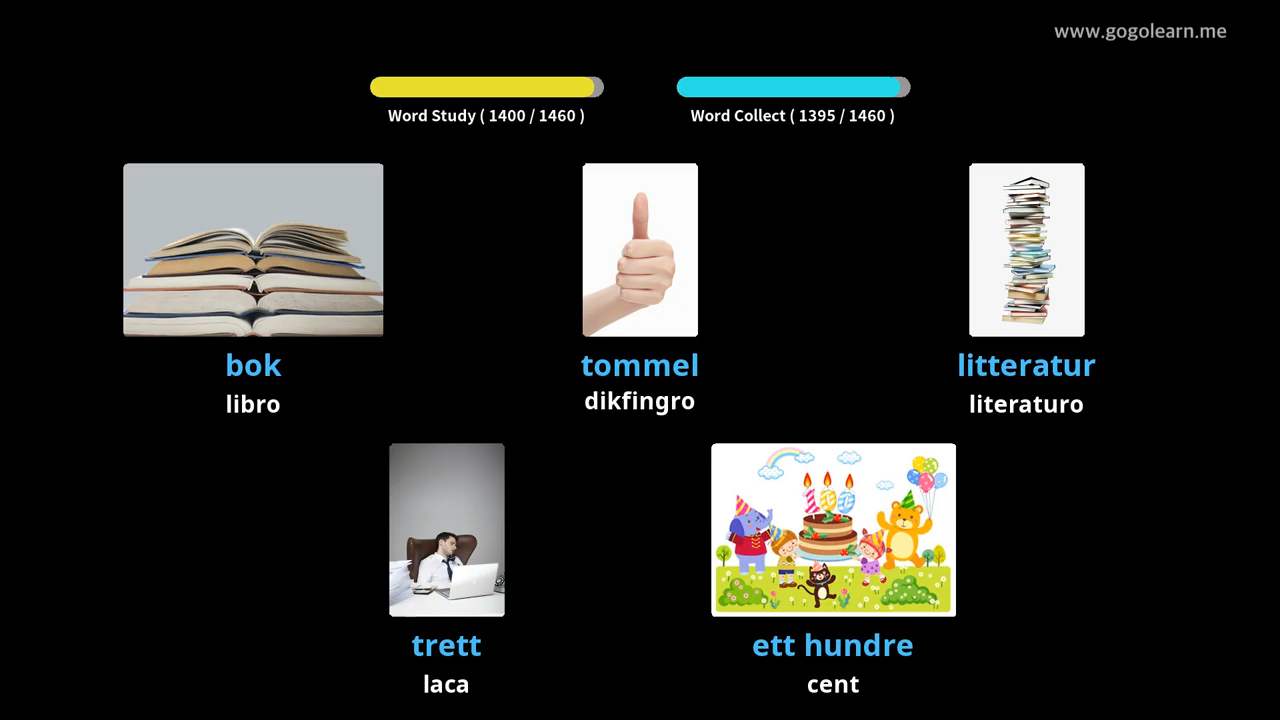 www.gogolearn.me
Word Study ( 1400 / 1460 )
Word Collect ( 1395 / 1460 )
bok
libro
tommel
dikfingro
litteratur
literaturo
trett
laca
100
ett hundre
cent